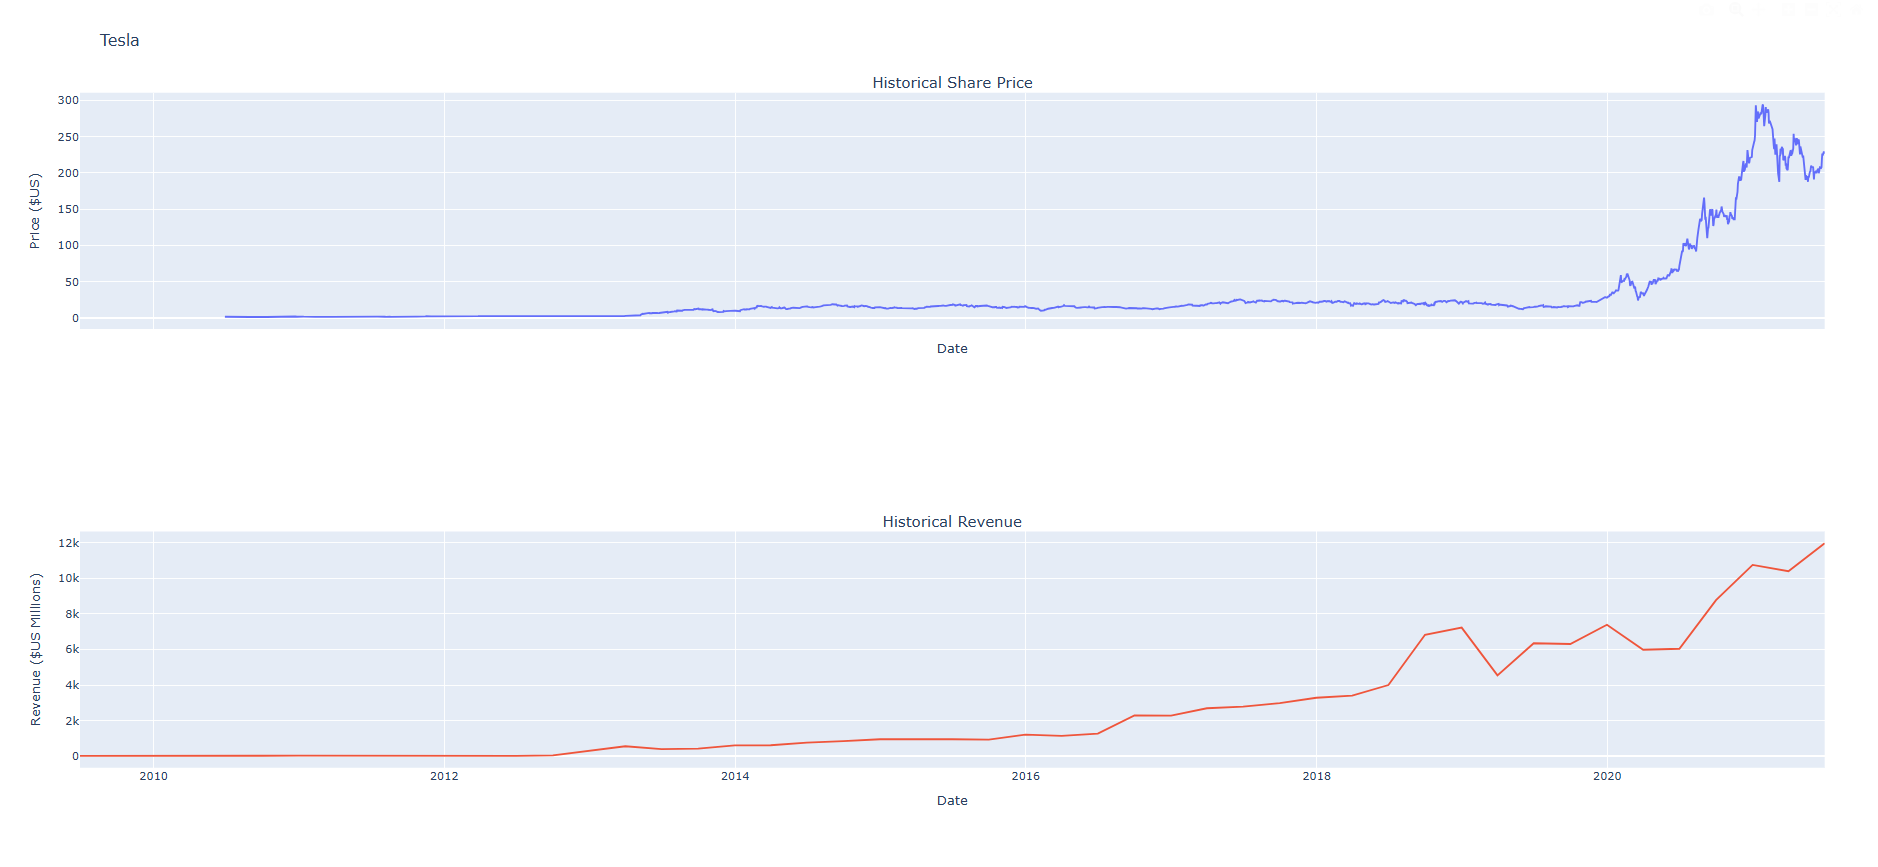 Tesla
Historical Share Price
300
250
200
150
100
50
0
Price ($US)
Date
Historical Revenue
12k
10k
8k
6k
4k
2k
0
Revenue ($US Millions)
2010 2012 2014 2016 2018 2020
Date